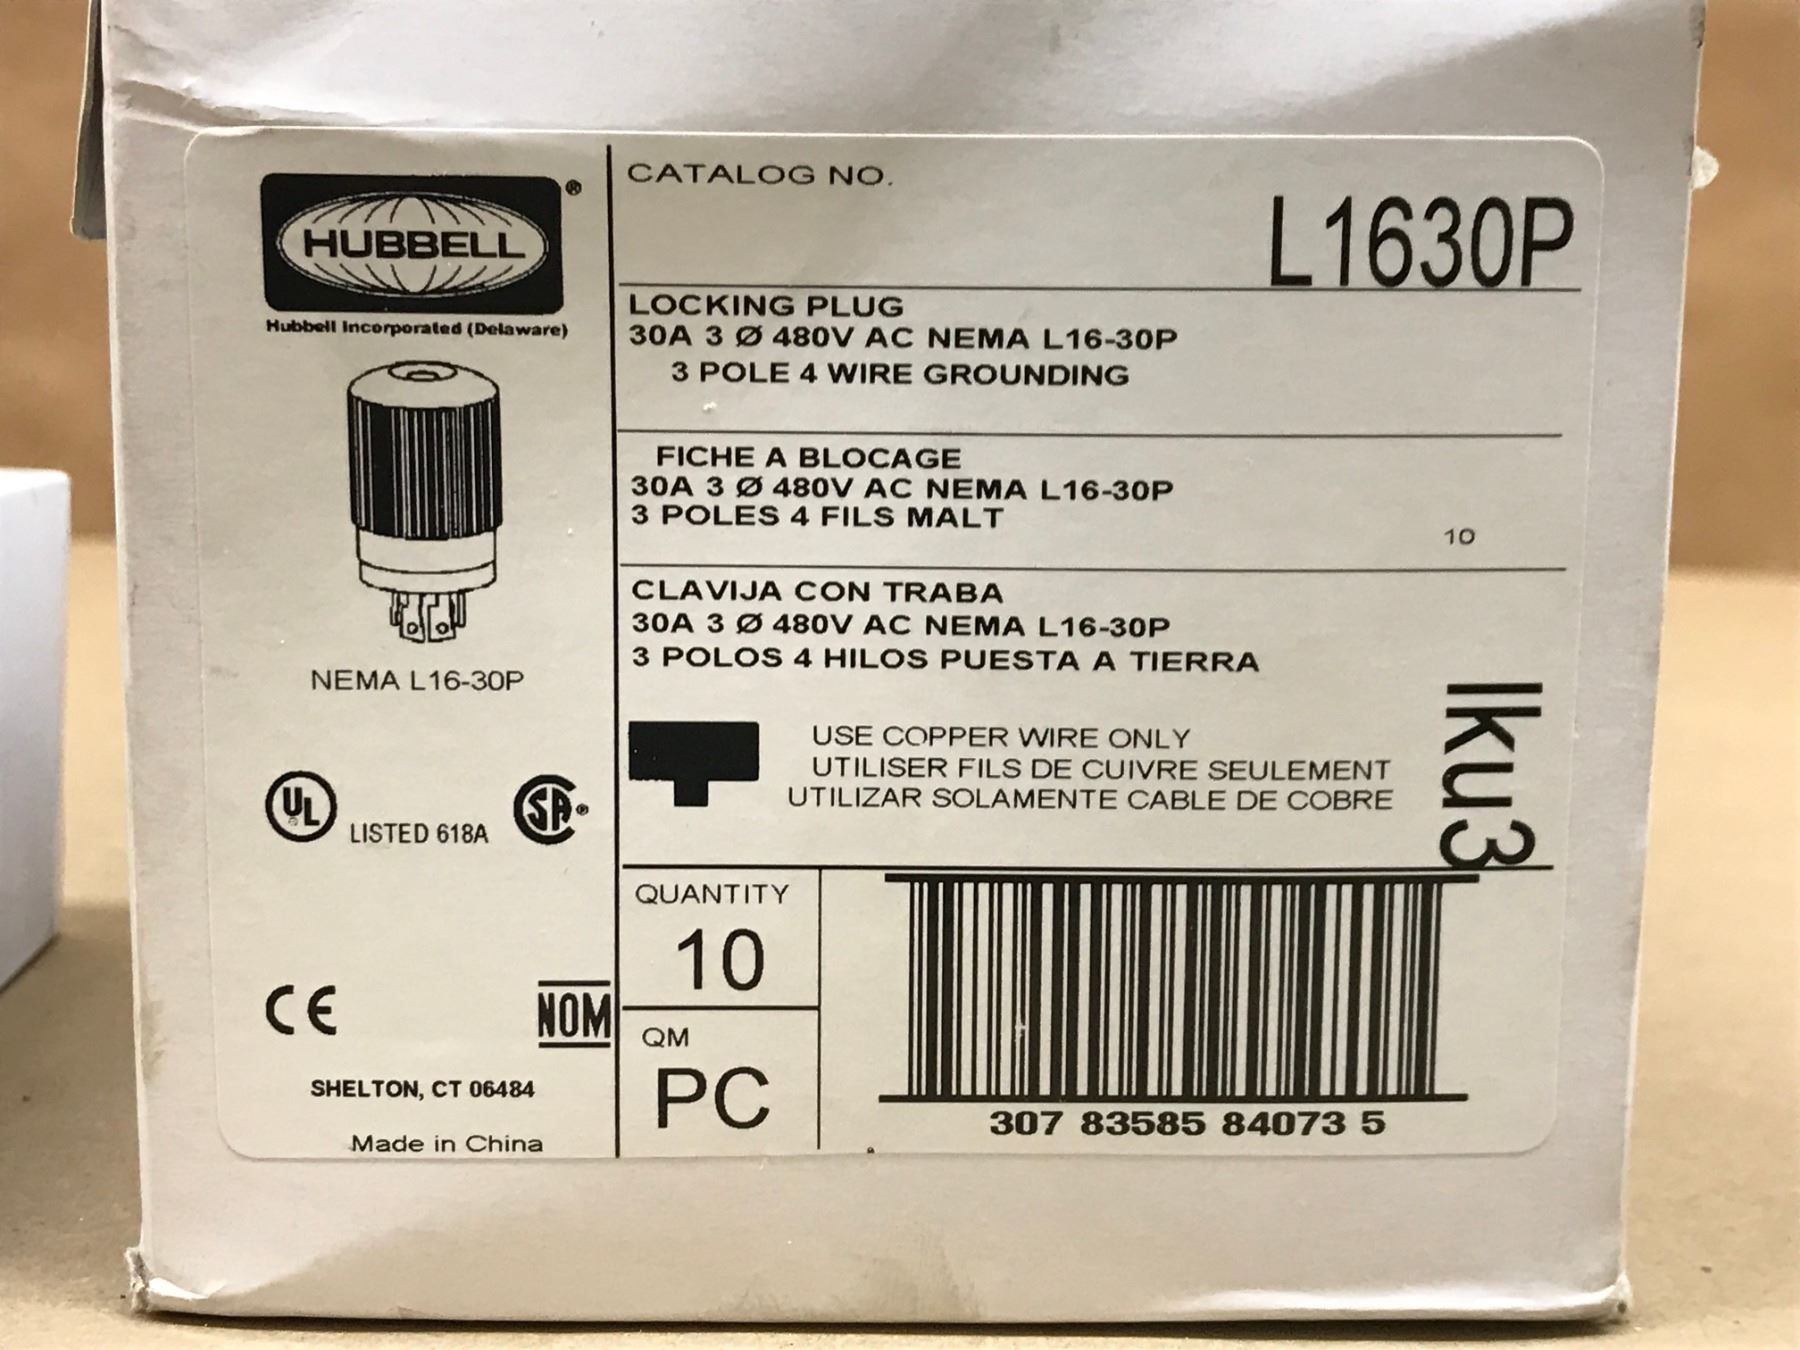 HUBBELL®
Hubbell Incorporated (Delaware)
NEMA L16-30P
UL
LISTED 618A
SA®
CE
NOM
SHELTON, CT 06484
Made in China
CATALOG NO.
L1630P
LOCKING PLUG
30A 3 Ø 480V AC NEMA L16-30P
3 POLE 4 WIRE GROUNDING
FICHE A BLOCAGE
30A 3 Ø 480V AC NEMA L16-30P
3 POLES 4 FILS MALT
10
CLAVIJA CON TRABA
30A 3 Ø 480V AC NEMA L16-30P
3 POLOS 4 HILOS PUESTA A TIERRA
USE COPPER WIRE ONLY
UTILISER FILS DE CUIVRE SEULEMENT
UTILIZAR SOLAMENTE CABLE DE COBRE
Iku3
QUANTITY
10
QM
PC
307 83585 84073 5